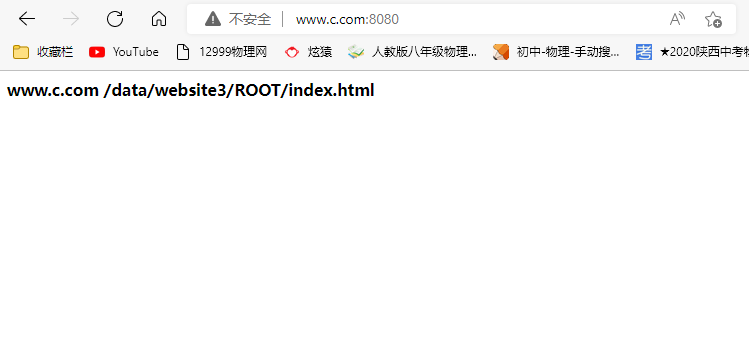 不安全 www.c.com:8080
收藏栏 YouTube 12999物理网 炫猿 人教版八年级物理... 初中-物理-手动搜... 考 ★2020陕西中考物
www.c.com /data/website3/ROOT/index.html